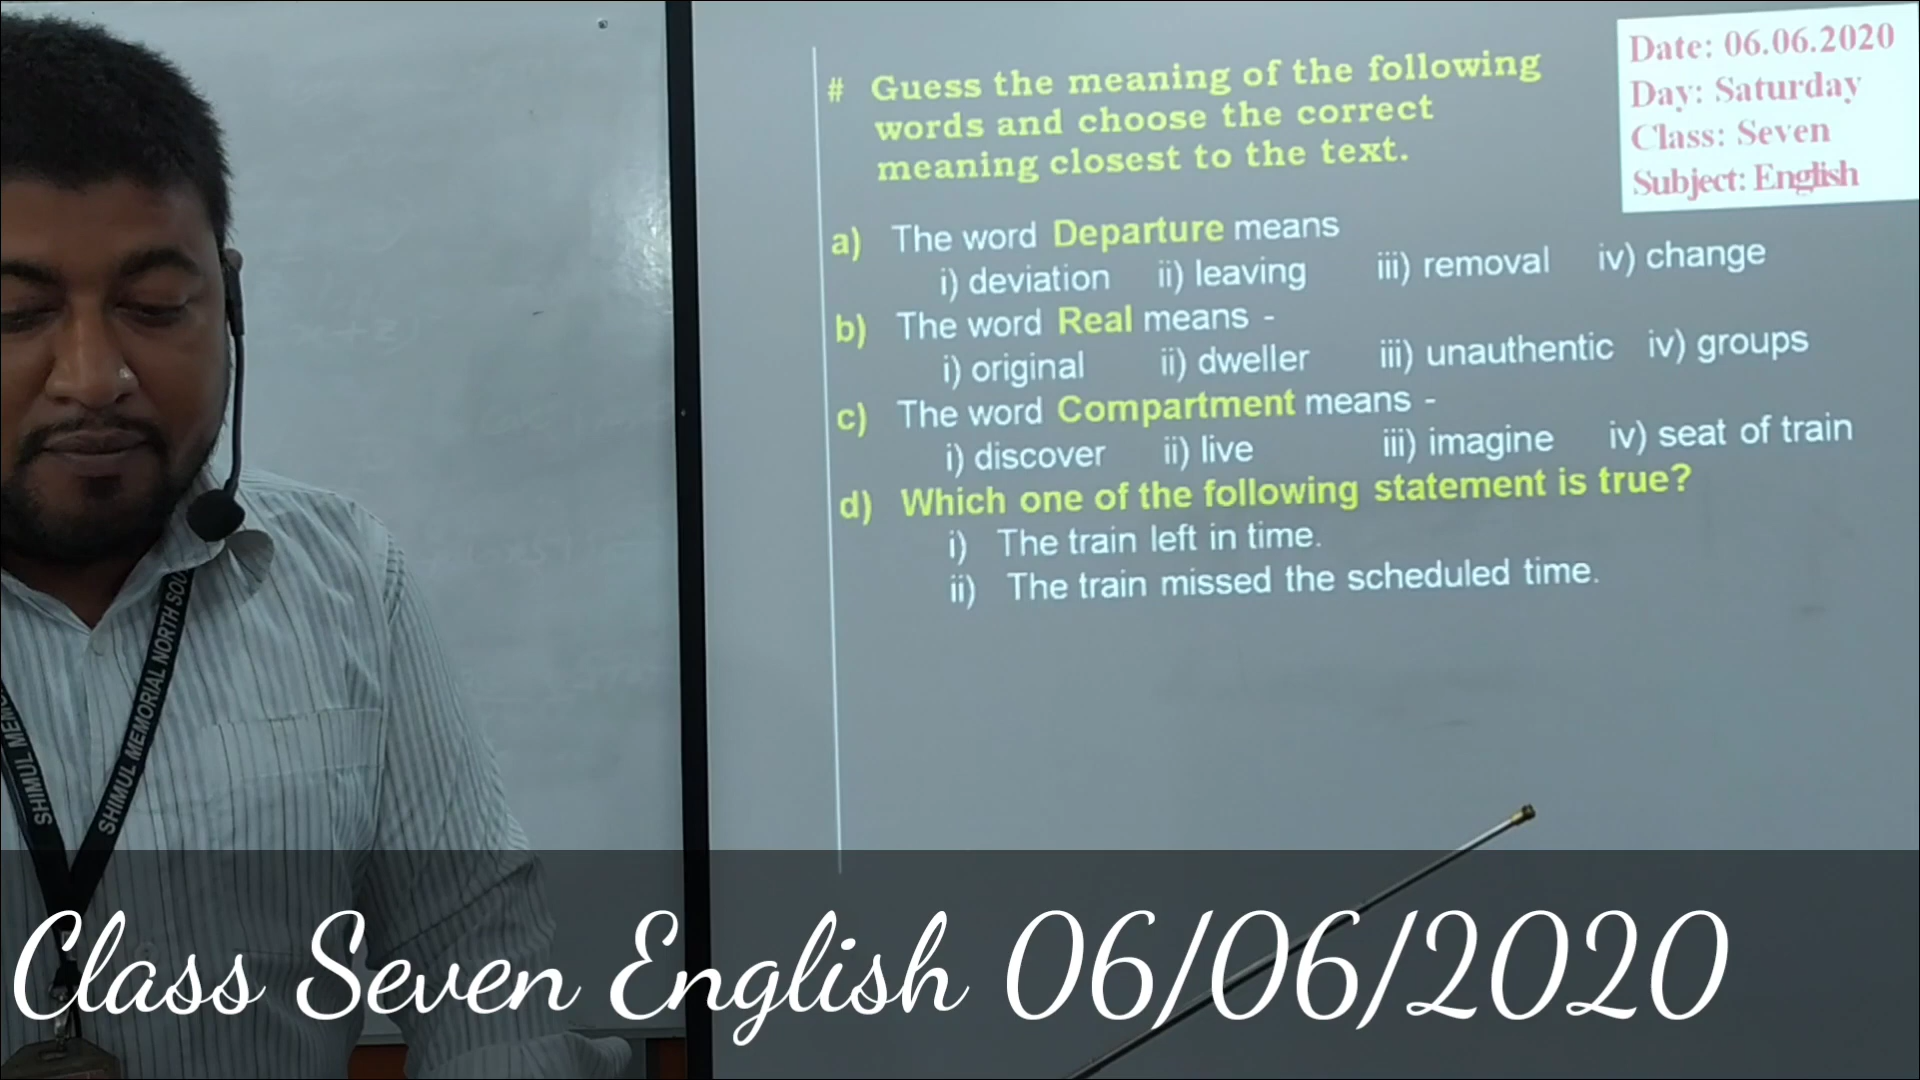 # Guess the meaning of the following
words and choose the correct
meaning closest to the text.
Date: 06.06.2020
Day: Saturday
Class: Seven
Subject: English
a) The word Departure means
i) deviation ii) leaving iii) removal iv) change
b) The word Real means -
i) original ii) dweller iii) unauthentic iv) groups
c) The word Compartment means -
i) discover ii) live iii) imagine iv) seat of train
d) Which one of the following statement is true?
i) The train left in time.
ii) The train missed the scheduled time.
SHIMUL
SHIMUL MEMORIAL NORTH
Class Seven English 06/06/2020